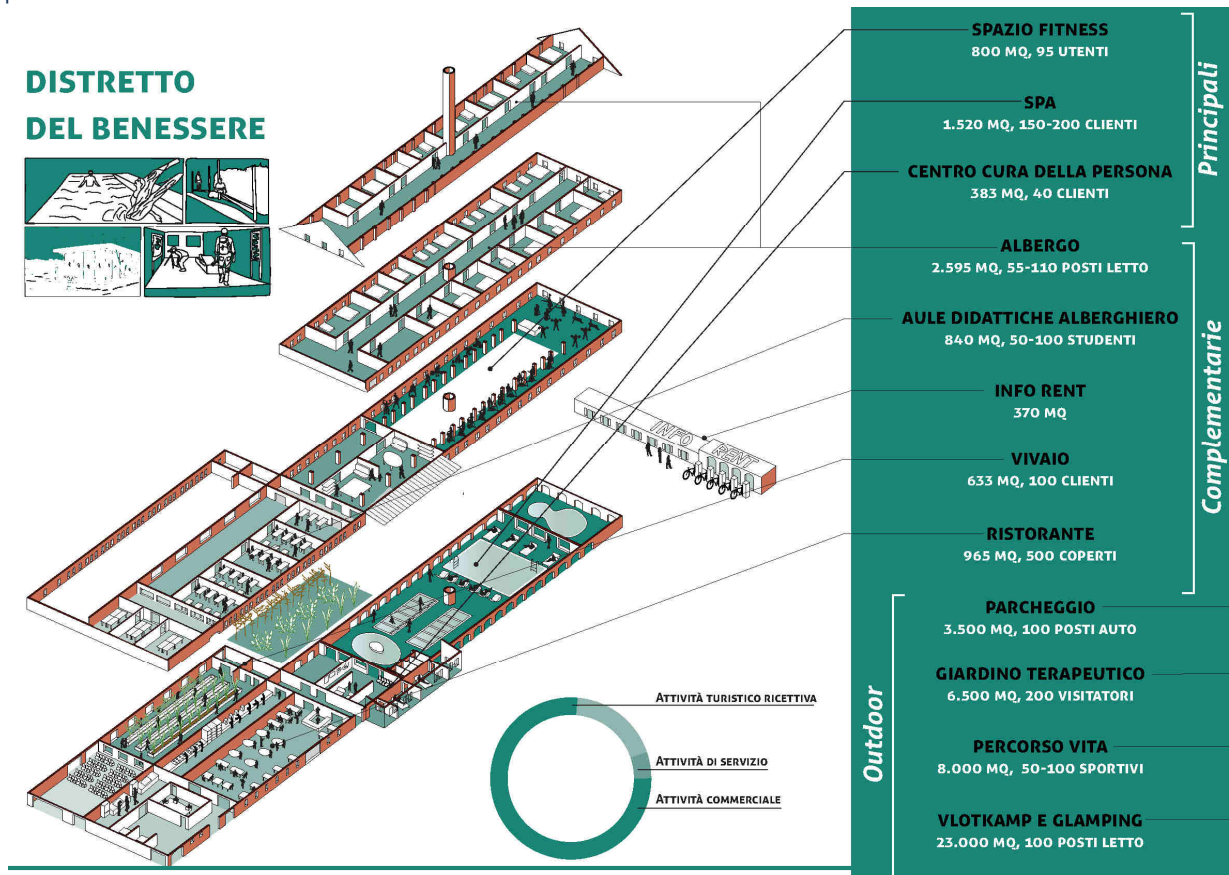 DISTRETTO
DEL BENESSERE
SPAZIO FITNESS
800 MQ, 95 UTENTI
SPA
1.520 MQ, 150-200 CLIENTI
CENTRO CURA DELLA PERSONA
383 MQ, 40 CLIENTI
Principali
ALBERGO
2.595 MQ, 55-110 POSTI LETTO
AULE DIDATTICHE ALBERGHIERO
840 MQ, 50-100 STUDENTI
INFO RENT
370 MQ
VIVAIO
633 MQ, 100 CLIENTI
RISTORANTE
965 MQ, 500 COPERTI
Complementarie
PARCHEGGIO
3.500 MQ, 100 POSTI AUTO
GIARDINO TERAPEUTICO
6.500 MQ, 200 VISITATORI
PERCORSO VITA
8.000 MQ, 50-100 SPORTIVI
VLOTKAMP E GLAMPING
23.000 MQ, 100 POSTI LETTO
Outdoor
INFO RENT
ATTIVITÀ TURISTICO RICETTIVA
ATTIVITÀ DI SERVIZIO
ATTIVITÀ COMMERCIALE